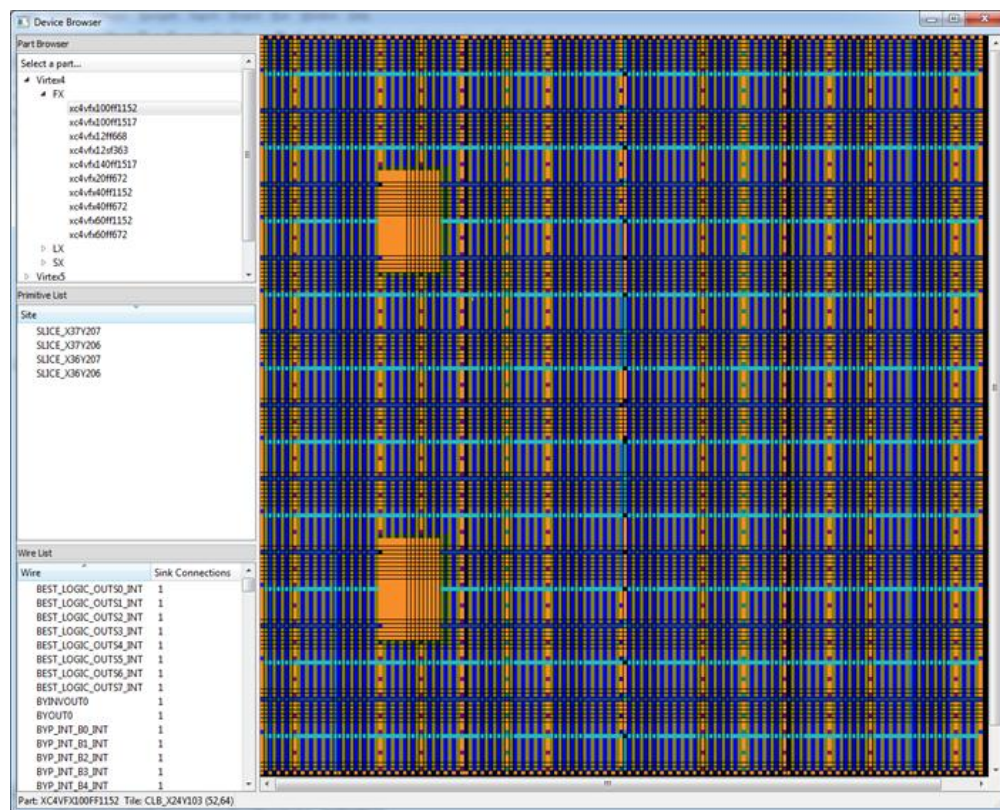 Device Browser
Part Browser
Select a part...
Virtex4
FX
xc4vfx100ff1152
xc4vfx100ff1517
xc4vfx12ff668
xc4vfx12sf363
xc4vfx140ff1517
xc4vfx20ff672
xc4vfx40ff1152
xc4vfx40ff672
xc4vfx60ff1152
xc4vfx60ff672
LX
SX
Virtex5
Primitive List
Site
SLICE_X37Y207
SLICE_X37Y206
SLICE_X36Y207
SLICE_X36Y206
Wire List
Wire Sink Connections
BEST_LOGIC_OUTS0_INT 1
BEST_LOGIC_OUTS1_INT 1
BEST_LOGIC_OUTS2_INT 1
BEST_LOGIC_OUTS3_INT 1
BEST_LOGIC_OUTS4_INT 1
BEST_LOGIC_OUTS5_INT 1
BEST_LOGIC_OUTS6_INT 1
BEST_LOGIC_OUTS7_INT 1
BYINVOUT0 1
BYOUT0 1
BYP_INT_B0_INT 1
BYP_INT_B1_INT 1
BYP_INT_B2_INT 1
BYP_INT_B3_INT 1
BYP_INT_B4_INT 1
Part: XC4VFX100FF1152 Tile: CLB_X24Y103 (52,64)